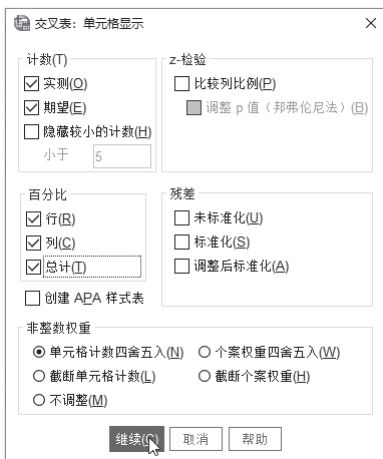 交叉表：单元格显示
计数(T)
实测(O)
期望(E)
隐藏较小的计数(H)
小于 5
z-检验
比较列比例(P)
调整 p 值（邦弗伦尼法）(B)
百分比
行(R)
列(C)
总计(T)
残差
未标准化(U)
标准化(S)
调整后标准化(A)
创建 APA 样式表
非整数权重
单元格计数四舍五入(N) 个案权重四舍五入(W)
截断单元格计数(L) 截断个案权重(H)
不调整(M)
继续(C) 取消 帮助